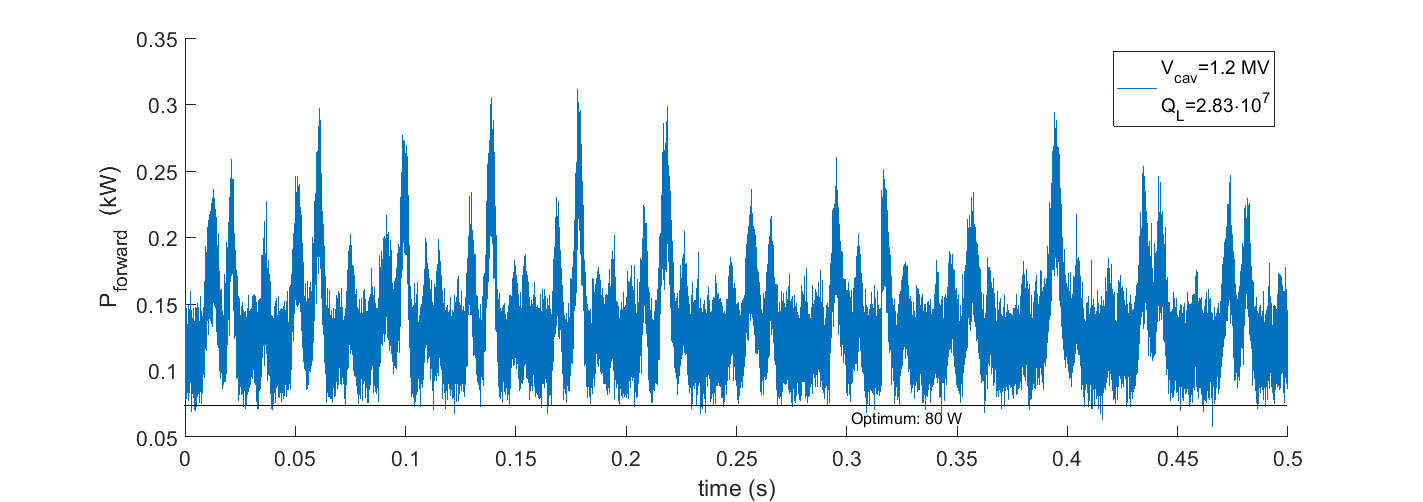 0.35
0.3
0.25
0.2
0.15
0.1
0.05
P_forward (kW)
V_cav=1.2 MV
Q_L=2.83·10^7
Optimum: 80 W
0 0.05 0.1 0.15 0.2 0.25 0.3 0.35 0.4 0.45 0.5
time (s)